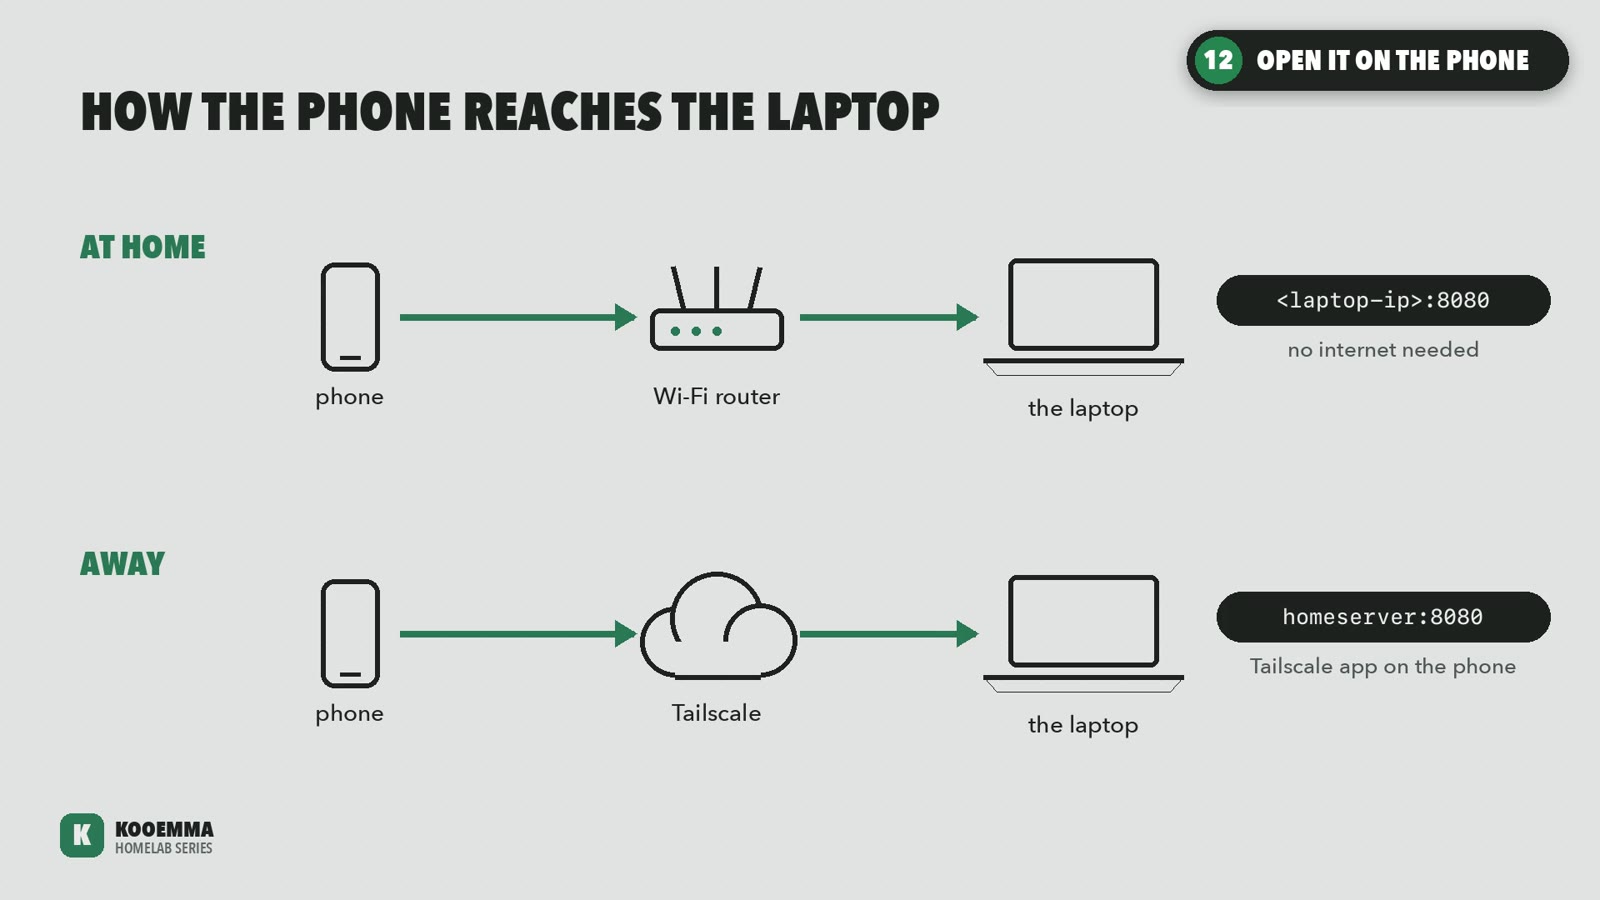 12 OPEN IT ON THE PHONE
HOW THE PHONE REACHES THE LAPTOP
AT HOME
<laptop-ip>:8080
no internet needed
phone
Wi-Fi router
the laptop
AWAY
homeserver:8080
Tailscale app on the phone
phone
Tailscale
the laptop
K
KOOEMMA
HOMELAB SERIES